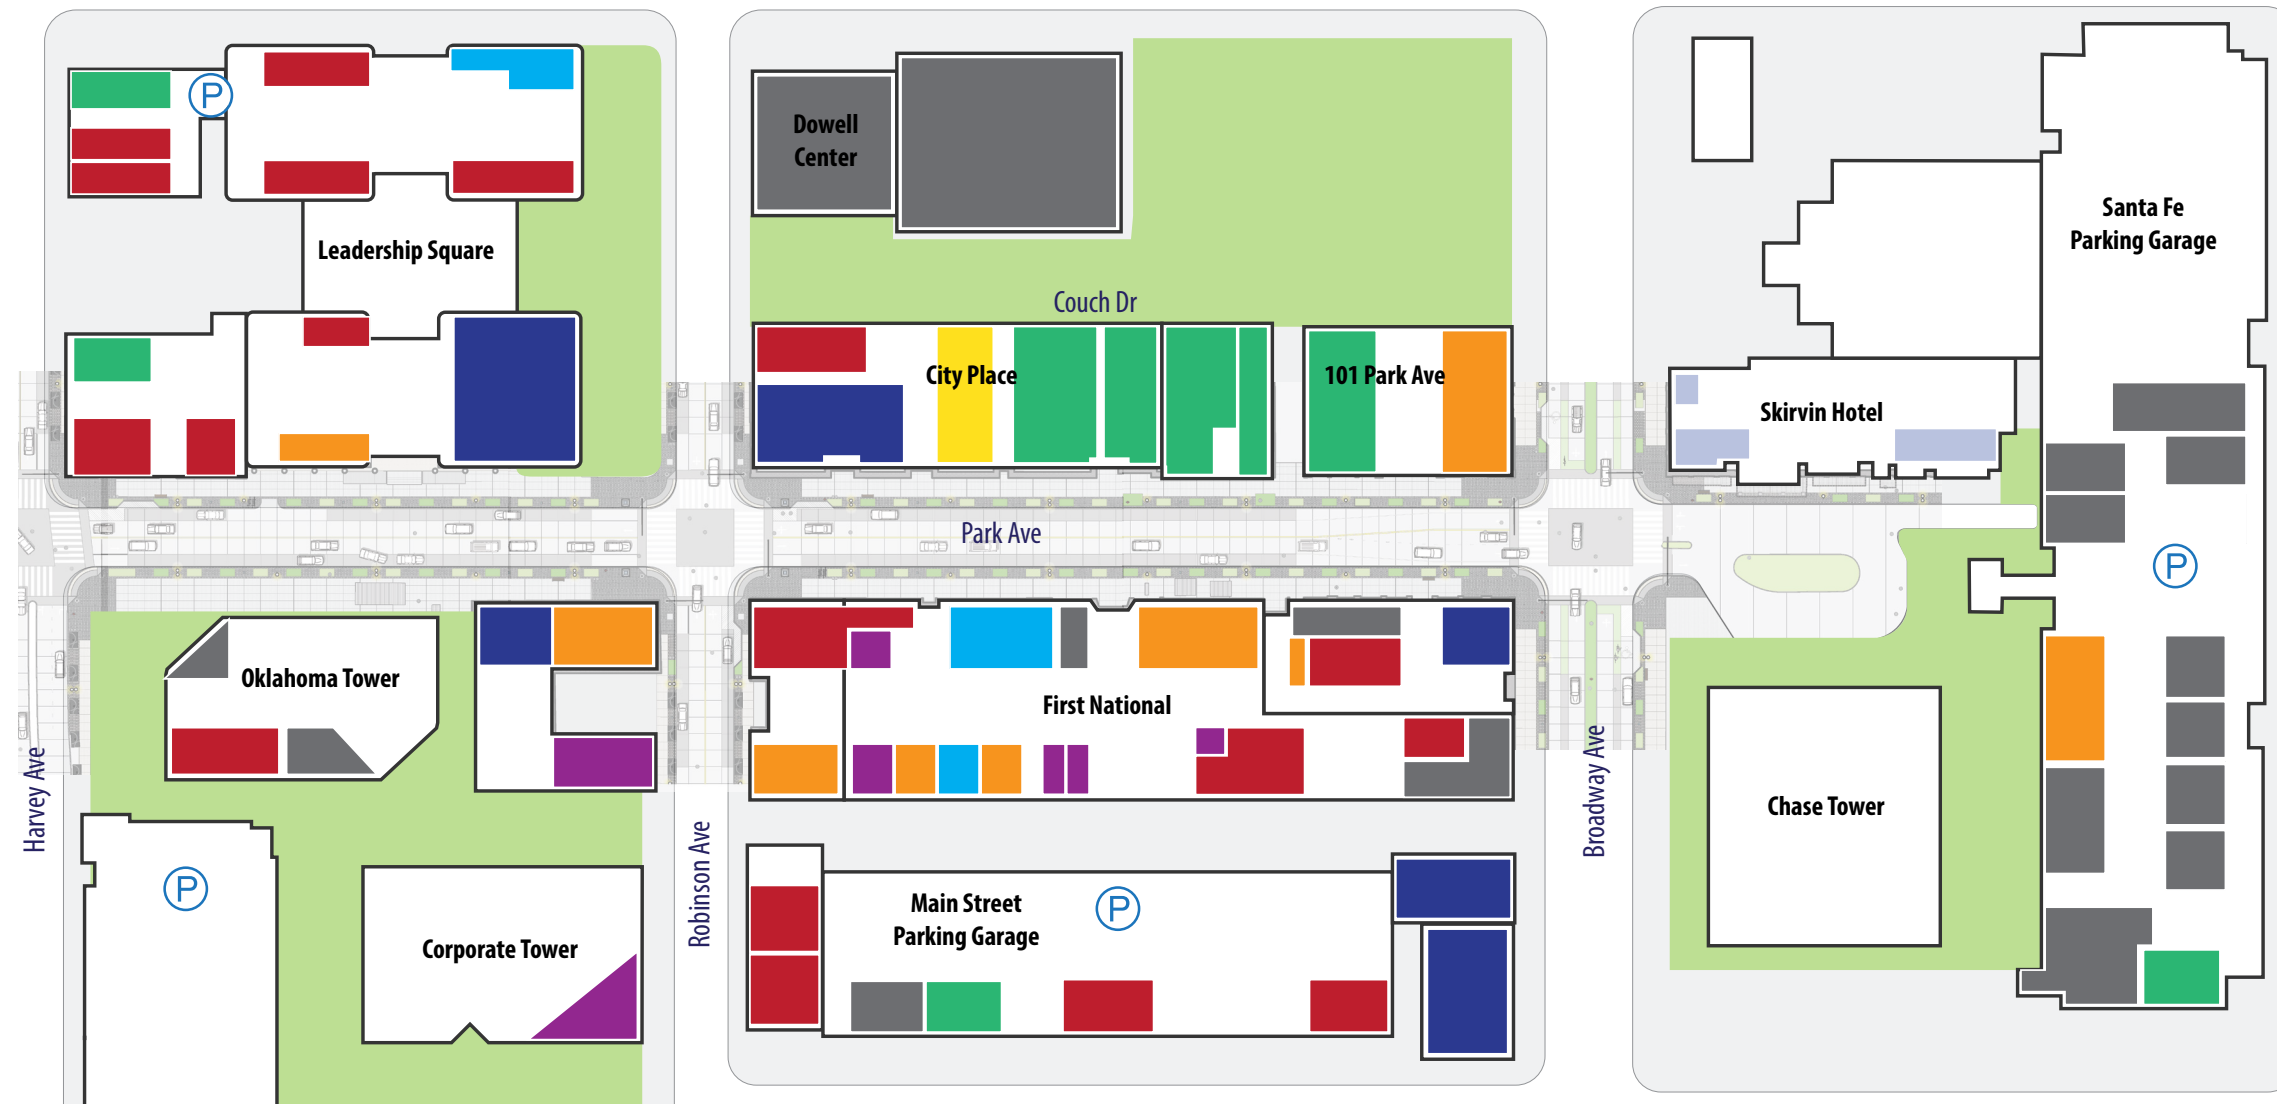 P
Dowell
Center
Santa Fe
Parking Garage
Leadership Square
Couch Dr
City Place
101 Park Ave
Skirvin Hotel
Park Ave
P
Oklahoma Tower
First National
Harvey Ave
Broadway Ave
Chase Tower
P
Robinson Ave
Main Street
Parking Garage
P
Corporate Tower